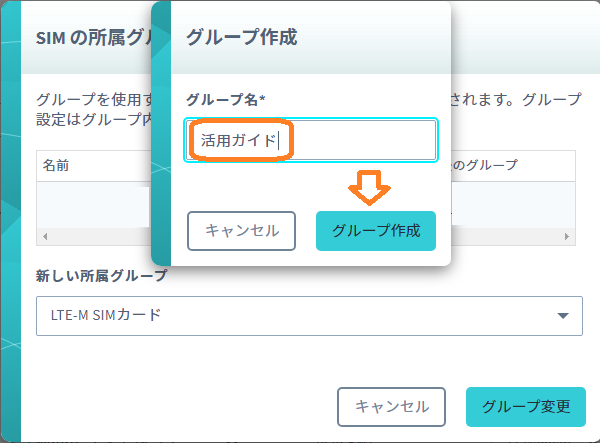 SIM の所属グル
グループ作成
グループを使用す
されます。グループ
設定はグループ内
グループ名*
活用ガイド
名前
のグループ
キャンセル
グループ作成
新しい所属グループ
LTE-M SIMカード
キャンセル
グループ変更